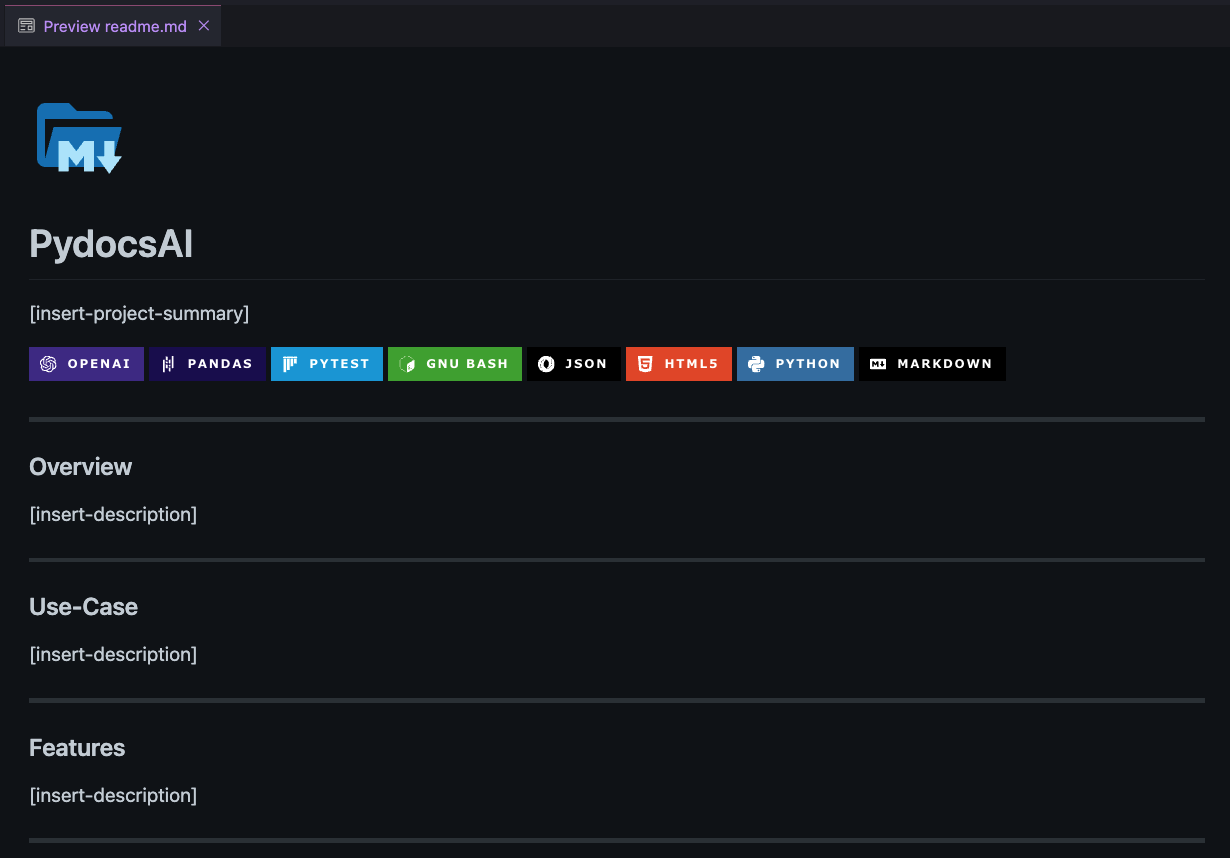 Preview readme.md
M
PydocsAI
[insert-project-summary]
OPENAI PANDAS PYTEST GNU BASH JSON HTML5 PYTHON MARKDOWN
Overview
[insert-description]
Use-Case
[insert-description]
Features
[insert-description]